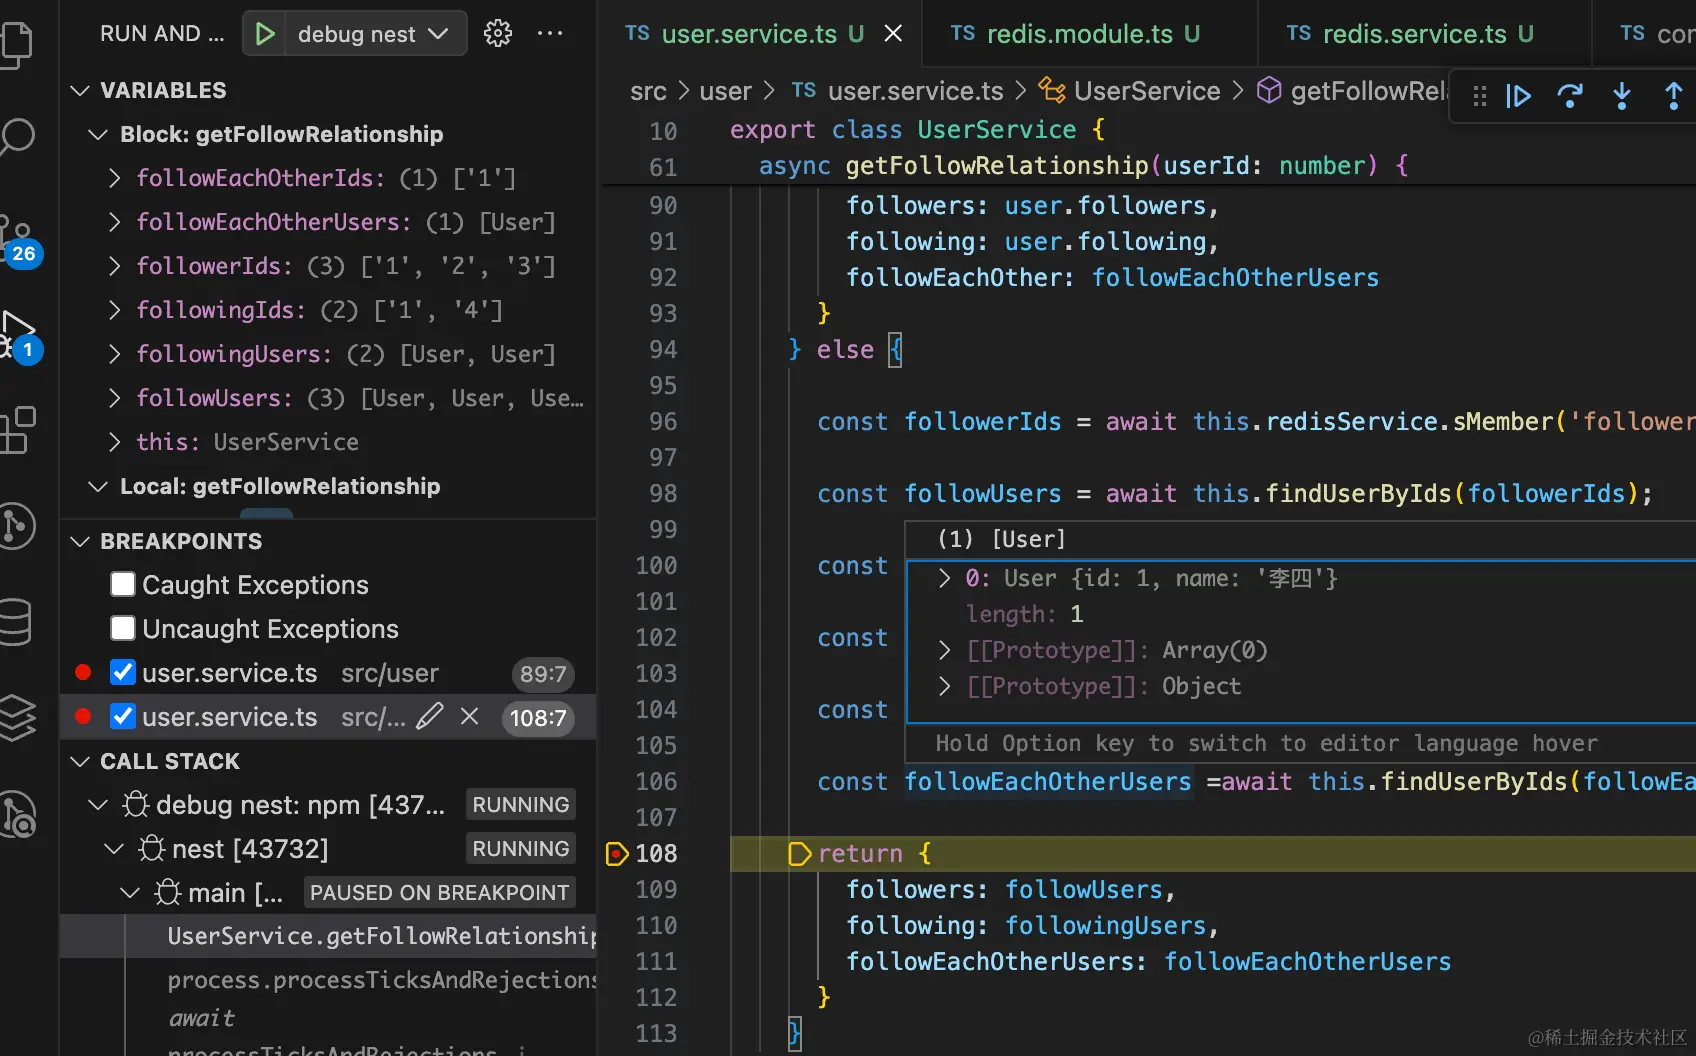 RUN AND ...
debug nest
VARIABLES
Block: getFollowRelationship
followEachOtherIds: (1) ['1']
followEachOtherUsers: (1) [User]
followerIds: (3) ['1', '2', '3']
followingIds: (2) ['1', '4']
followingUsers: (2) [User, User]
followUsers: (3) [User, User, Use...
this: UserService
Local: getFollowRelationship
BREAKPOINTS
Caught Exceptions
Uncaught Exceptions
user.service.ts src/user 89:7
user.service.ts src/... 108:7
CALL STACK
debug nest: npm [437... RUNNING
nest [43732] RUNNING
main [... PAUSED ON BREAKPOINT
UserService.getFollowRelationship
process.processTicksAndRejections
await
processTicksAndRejections
26
1
TS user.service.ts U
TS redis.module.ts U
TS redis.service.ts U
TS con
src > user > TS user.service.ts > UserService > getFollowRel
10 export class UserService {
61 async getFollowRelationship(userId: number) {
90 followers: user.followers,
91 following: user.following,
92 followEachOther: followEachOtherUsers
93 }
94 } else {
95
96 const followerIds = await this.redisService.sMember('follower
97
98 const followUsers = await this.findUserByIds(followerIds);
99
(1) [User]
100 const
0: User {id: 1, name: '李四'}
101
length: 1
102 const
[[Prototype]]: Array(0)
103
[[Prototype]]: Object
104 const
105
Hold Option key to switch to editor language hover
106 const followEachOtherUsers =await this.findUserByIds(followEa
107
108 return {
109 followers: followUsers,
110 following: followingUsers,
111 followEachOtherUsers: followEachOtherUsers
112 }
113 }
@稀土掘金技术社区